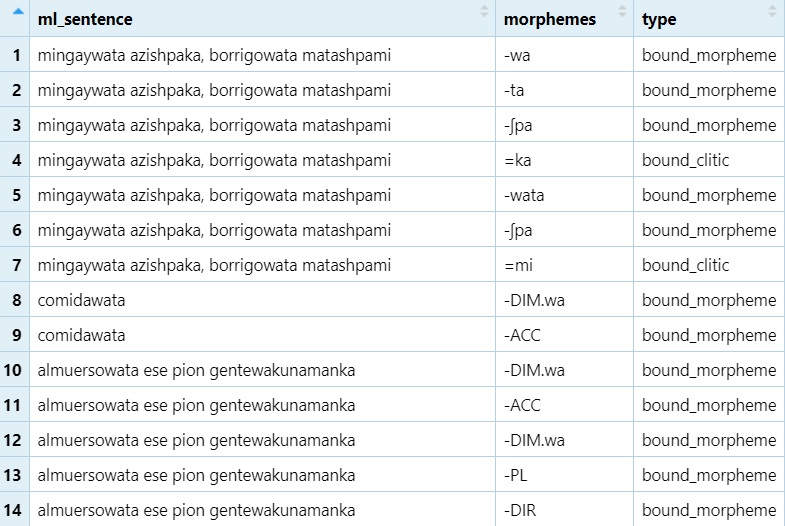 ml_sentence morphemes type
1 mingaywata azishpaka, borrigowata matashpami -wa bound_morpheme
2 mingaywata azishpaka, borrigowata matashpami -ta bound_morpheme
3 mingaywata azishpaka, borrigowata matashpami -ʃpa bound_morpheme
4 mingaywata azishpaka, borrigowata matashpami =ka bound_clitic
5 mingaywata azishpaka, borrigowata matashpami -wata bound_morpheme
6 mingaywata azishpaka, borrigowata matashpami -ʃpa bound_morpheme
7 mingaywata azishpaka, borrigowata matashpami =mi bound_clitic
8 comidawata -DIM.wa bound_morpheme
9 comidawata -ACC bound_morpheme
10 almuersowata ese pion gentewakunamanka -DIM.wa bound_morpheme
11 almuersowata ese pion gentewakunamanka -ACC bound_morpheme
12 almuersowata ese pion gentewakunamanka -DIM.wa bound_morpheme
13 almuersowata ese pion gentewakunamanka -PL bound_morpheme
14 almuersowata ese pion gentewakunamanka -DIR bound_morpheme